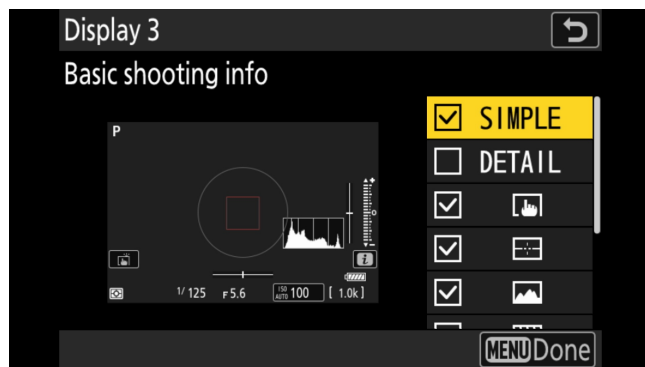 Display 3
Basic shooting info
SIMPLE
DETAIL
P
i
1/125 F5.6 ISO AUTO 100 [ 1.0k ]
MENU Done